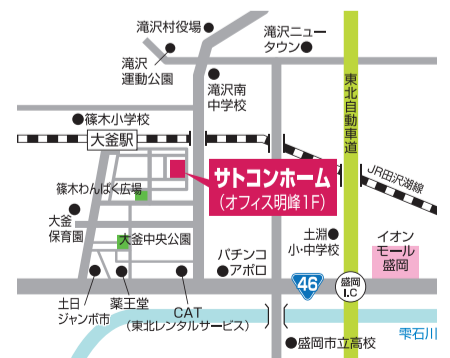 滝沢村役場
滝沢ニュー
タウン
滝沢
運動公園
滝沢南
中学校
東北自動車道
篠木小学校
大釜駅
JR田沢湖線
サトコンホーム
(オフィス明峰1F)
篠木わんぱく広場
大釜
保育園
大釜中央公園
土淵
小・中学校
イオン
モール
盛岡
パチンコ
アポロ
46
盛岡
I.C
土日
ジャンボ市
薬王堂
CAT
(東北レンタルサービス)
雫石川
盛岡市立高校